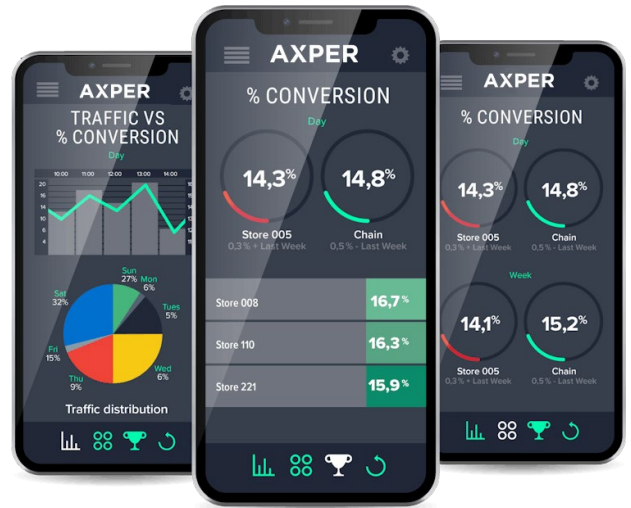 AXPER
TRAFFIC VS
% CONVERSION
Day
10:00 11:00 12:00 13:00 14:00
20
16
14
10
6
4
Sun
27%
Mon
6%
Tues
5%
Wed
6%
Thu
9%
Fri
15%
Sat
32%
Traffic distribution
AXPER
% CONVERSION
Day
14,3%
14,8%
Store 005
0,3% + Last Week
Chain
0,5% - Last Week
Store 008 16,7%
Store 110 16,3%
Store 221 15,9%
AXPER
% CONVERSION
Day
14,3%
14,8%
Store 005
0,3% + Last Week
Chain
0,5% - Last Week
Week
14,1%
15,2%
Store 005
0,3% + Last Week
Chain
0,5% - Last Week